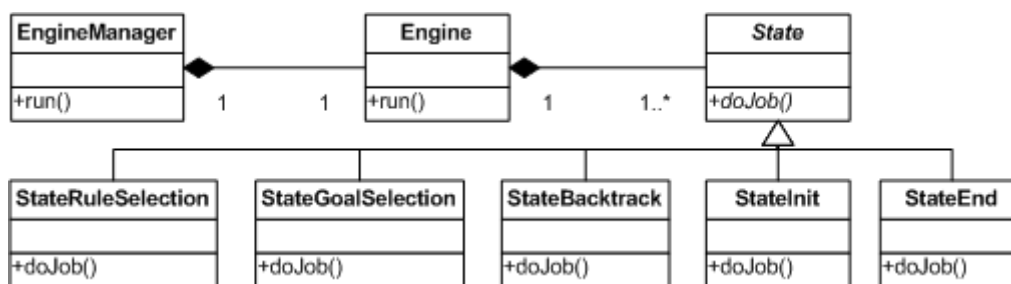 EngineManager
+run()
1
1
Engine
+run()
1
1..*
State
+doJob()
StateRuleSelection
+doJob()
StateGoalSelection
+doJob()
StateBacktrack
+doJob()
StateInit
+doJob()
StateEnd
+doJob()